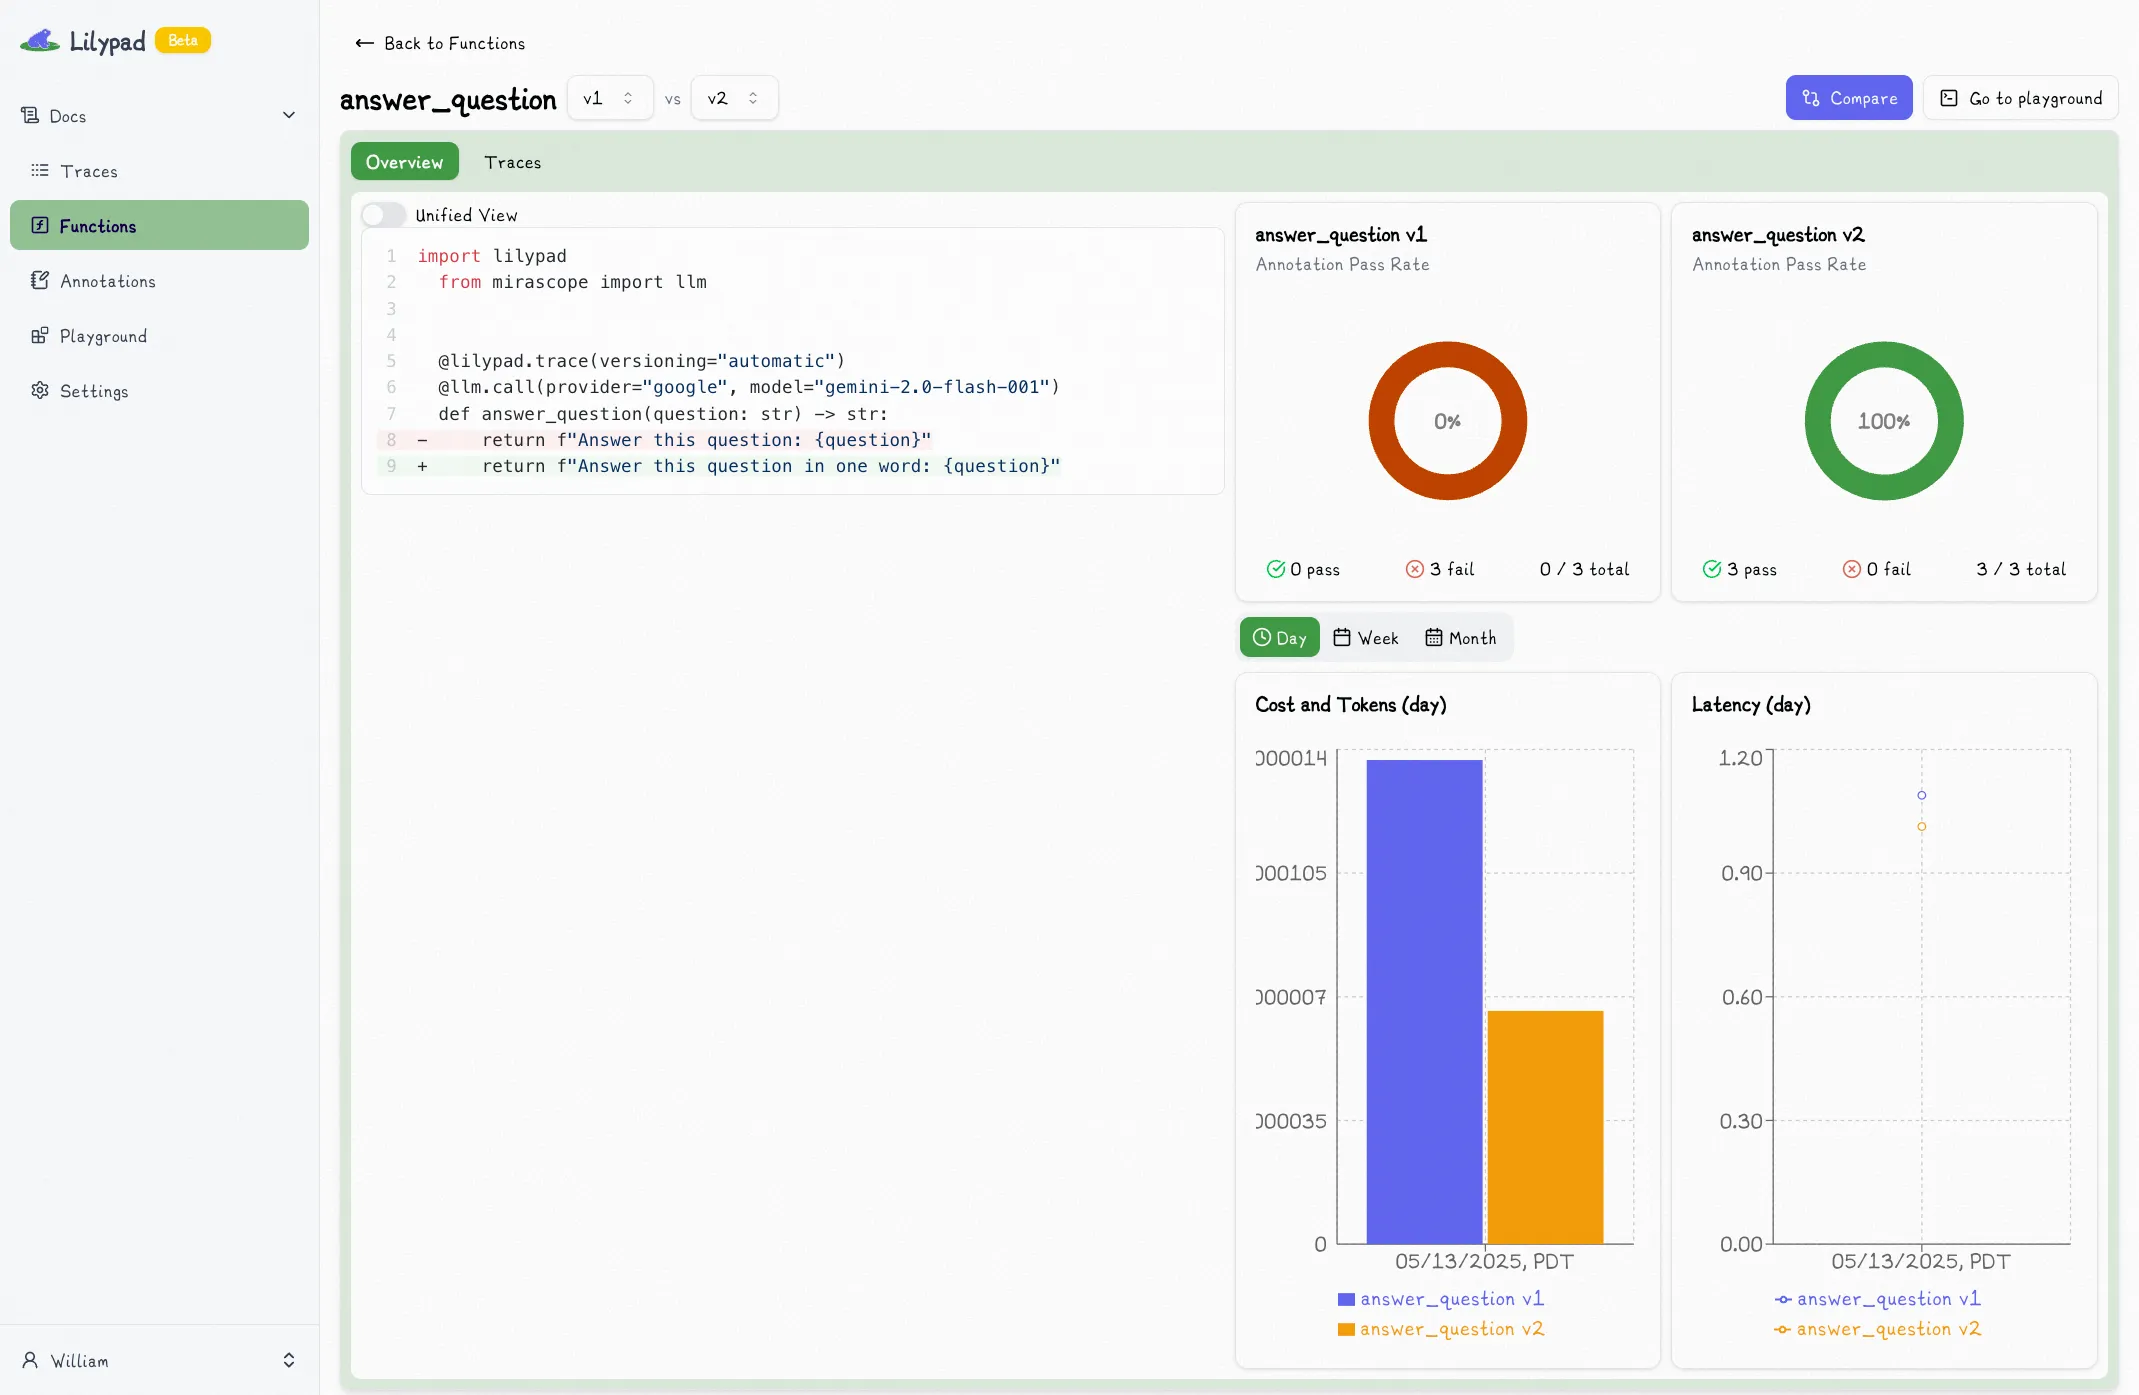 Lilypad Beta
Docs
Traces
Functions
Annotations
Playground
Settings
William
← Back to Functions
answer_question v1 vs v2
Compare
Go to playground
Overview Traces
Unified View
1 import lilypad
2 from mirascope import llm
3
4
5 @lilypad.trace(versioning="automatic")
6 @llm.call(provider="google", model="gemini-2.0-flash-001")
7 def answer_question(question: str) -> str:
8 - return f"Answer this question: {question}"
9 + return f"Answer this question in one word: {question}"
answer_question v1
Annotation Pass Rate
0%
0 pass 3 fail 0 / 3 total
answer_question v2
Annotation Pass Rate
100%
3 pass 0 fail 3 / 3 total
Day Week Month
Cost and Tokens (day)
000014
000105
000007
000035
0
05/13/2025, PDT
answer_question v1
answer_question v2
Latency (day)
1.20
0.90
0.60
0.30
0.00
05/13/2025, PDT
answer_question v1
answer_question v2